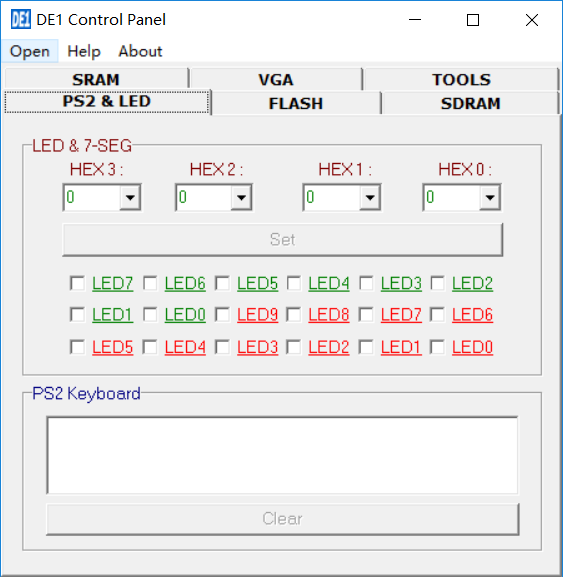 DE1 DE1 Control Panel
Open Help About
SRAM VGA TOOLS
PS2 & LED FLASH SDRAM
LED & 7-SEG
HEX 3 : HEX 2 : HEX 1 : HEX 0 :
0 0 0 0
Set
LED7 LED6 LED5 LED4 LED3 LED2
LED1 LED0 LED9 LED8 LED7 LED6
LED5 LED4 LED3 LED2 LED1 LED0
PS2 Keyboard
Clear